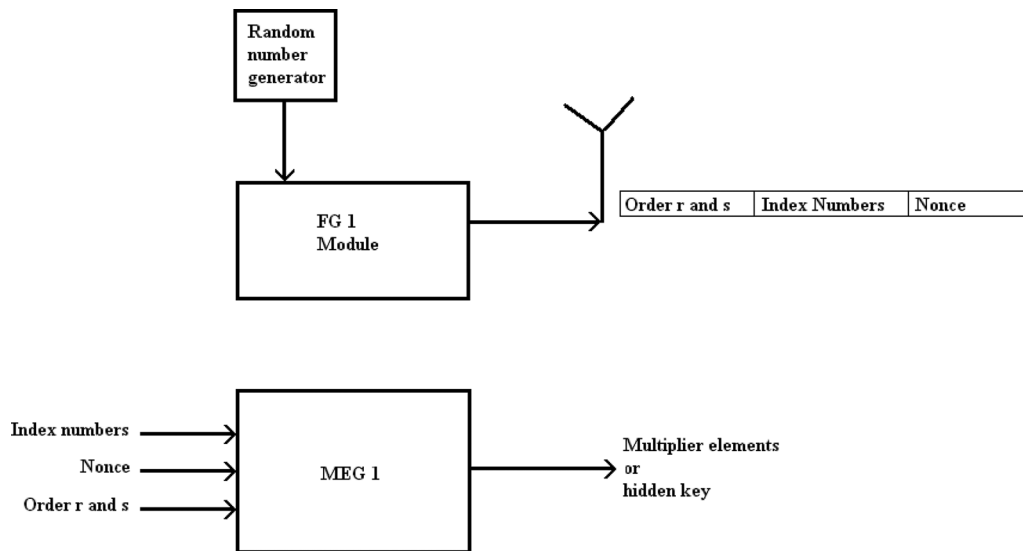 Random
number
generator
FG 1
Module
Order r and s Index Numbers Nonce
Index numbers
Nonce
Order r and s
MEG 1
Multiplier elements
or
hidden key